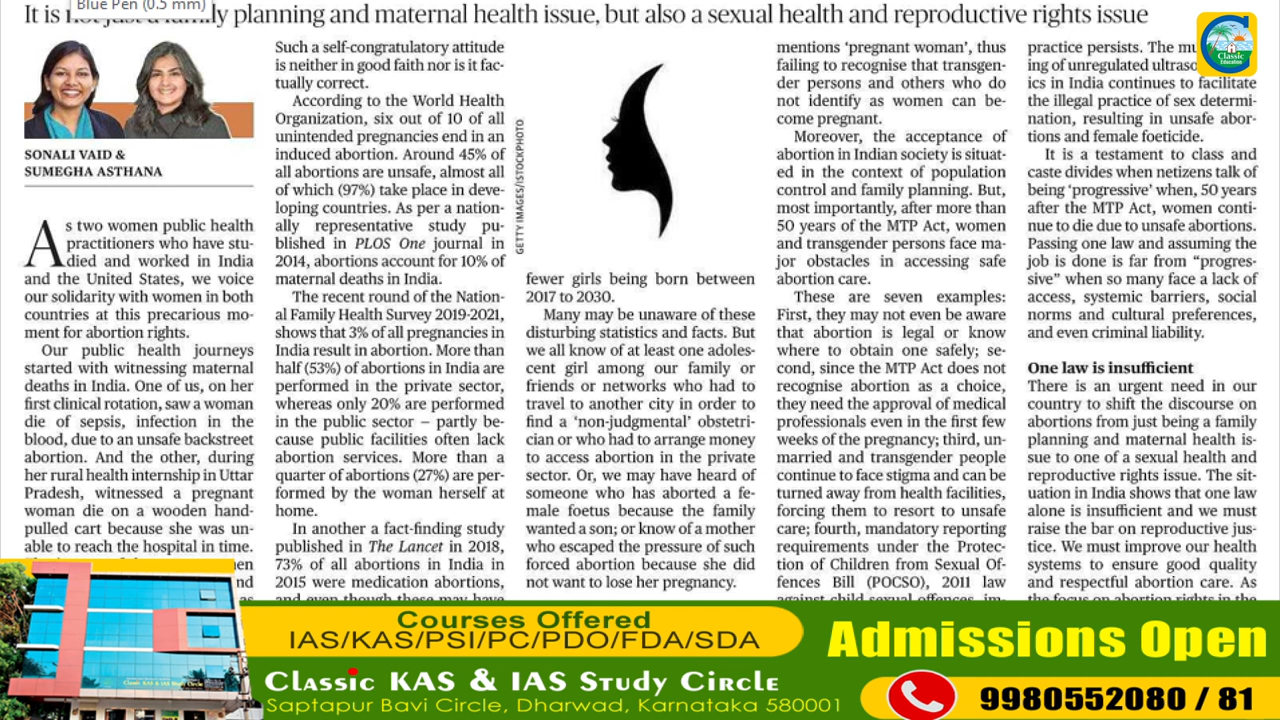 Blue Pen (0.5 mm)
It is not just a family planning and maternal health issue, but also a sexual health and reproductive rights issue
SONALI VAID &
SUMEGHA ASTHANA
As two women public health
practitioners who have stu-
died and worked in India
and the United States, we voice
our solidarity with women in both
countries at this precarious mo-
ment for abortion rights.
Our public health journeys
started with witnessing maternal
deaths in India. One of us, on her
first clinical rotation, saw a woman
die of sepsis, infection in the
blood, due to an unsafe backstreet
abortion. And the other, during
her rural health internship in Uttar
Pradesh, witnessed a pregnant
woman die on a wooden hand-
pulled cart because she was un-
able to reach the hospital in time.
Such a self-congratulatory attitude
is neither in good faith nor is it fac-
tually correct.
According to the World Health
Organization, six out of 10 of all
unintended pregnancies end in an
induced abortion. Around 45% of
all abortions are unsafe, almost all
of which (97%) take place in deve-
loping countries. As per a nation-
ally representative study pu-
blished in PLOS One journal in
2014, abortions account for 10% of
maternal deaths in India.
The recent round of the Nation-
al Family Health Survey 2019-2021,
shows that 3% of all pregnancies in
India result in abortion. More than
half (53%) of abortions in India are
performed in the private sector,
whereas only 20% are performed
in the public sector – partly be-
cause public facilities often lack
abortion services. More than a
quarter of abortions (27%) are per-
formed by the woman herself at
home.
In another a fact-finding study
published in The Lancet in 2018,
73% of all abortions in India in
2015 were medication abortions,
and even though these may have
GETTY IMAGES/ISTOCKPHOTO
fewer girls being born between
2017 to 2030.
Many may be unaware of these
disturbing statistics and facts. But
we all know of at least one adoles-
cent girl among our family or
friends or networks who had to
travel to another city in order to
find a ‘non-judgmental’ obstetri-
cian or who had to arrange money
to access abortion in the private
sector. Or, we may have heard of
someone who has aborted a fe-
male foetus because the family
wanted a son; or know of a mother
who escaped the pressure of such
forced abortion because she did
not want to lose her pregnancy.
mentions ‘pregnant woman’, thus
failing to recognise that transgen-
der persons and others who do
not identify as women can be-
come pregnant.
Moreover, the acceptance of
abortion in Indian society is situat-
ed in the context of population
control and family planning. But,
most importantly, after more than
50 years of the MTP Act, women
and transgender persons face ma-
jor obstacles in accessing safe
abortion care.
These are seven examples:
First, they may not even be aware
that abortion is legal or know
where to obtain one safely; se-
cond, since the MTP Act does not
recognise abortion as a choice,
they need the approval of medical
professionals even in the first few
weeks of the pregnancy; third, un-
married and transgender people
continue to face stigma and can be
turned away from health facilities,
forcing them to resort to unsafe
care; fourth, mandatory reporting
requirements under the Protec-
tion of Children from Sexual Of-
fences Bill (POCSO), 2011 law
against child sexual offences, im-
practice persists. The mu
ing of unregulated ultraso
ics in India continues to facilitate
the illegal practice of sex determi-
nation, resulting in unsafe abor-
tions and female foeticide.
It is a testament to class and
caste divides when netizens talk of
being ‘progressive’ when, 50 years
after the MTP Act, women conti-
nue to die due to unsafe abortions.
Passing one law and assuming the
job is done is far from “progres-
sive” when so many face a lack of
access, systemic barriers, social
norms and cultural preferences,
and even criminal liability.
One law is insufficient
There is an urgent need in our
country to shift the discourse on
abortions from just being a family
planning and maternal health is-
sue to one of a sexual health and
reproductive rights issue. The sit-
uation in India shows that one law
alone is insufficient and we must
raise the bar on reproductive jus-
tice. We must improve our health
systems to ensure good quality
and respectful abortion care. As
the focus on abortion rights in the
Classic
Education
Courses Offered
IAS/KAS/PSI/PC/PDO/FDA/SDA
Classic KAS & IAS Study Circle
Saptapur Bavi Circle, Dharwad, Karnataka 580001
Admissions Open
9980552080 / 81